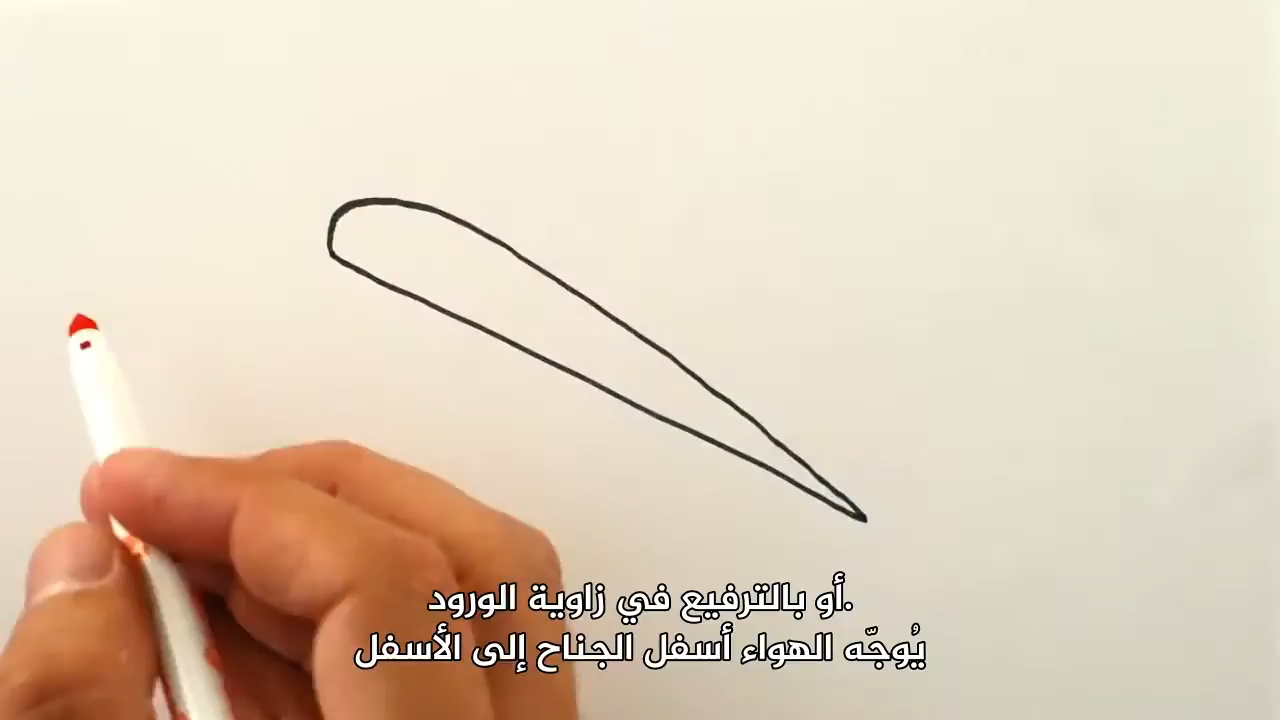 أو بالترفيع في زاوية الورود.
يُوجّه الهواء أسفل الجناح إلى الأسفل